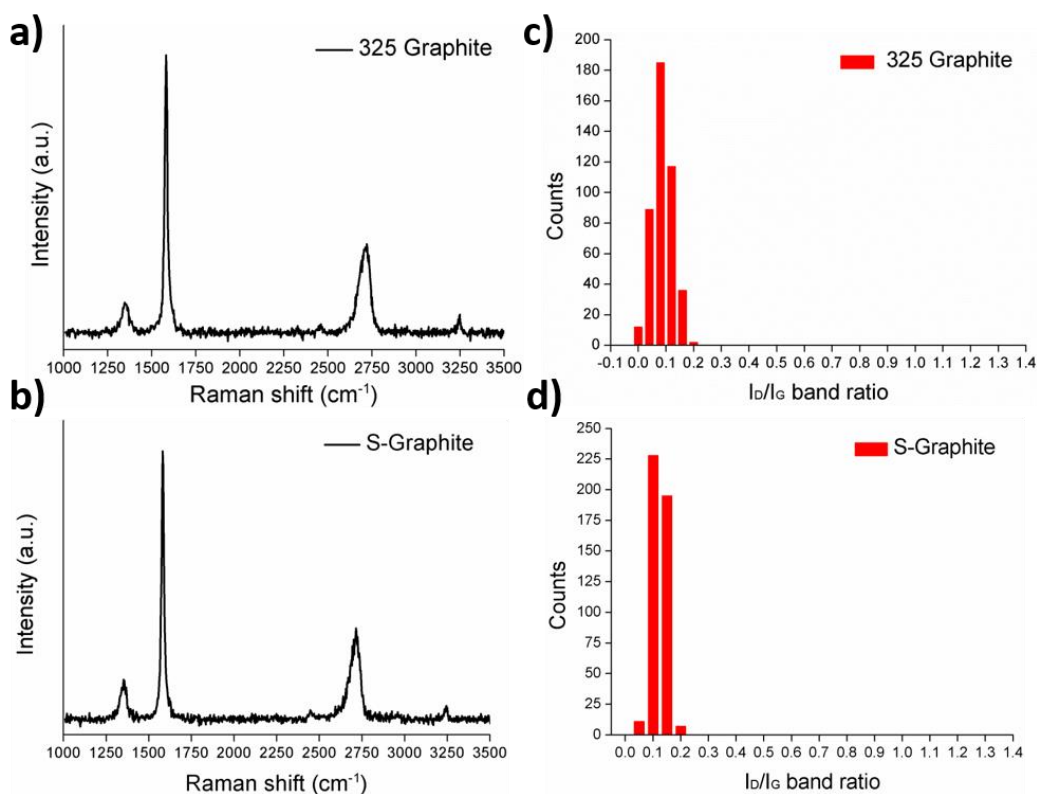 a)
325 Graphite
Intensity (a.u.)
1000 1250 1500 1750 2000 2250 2500 2750 3000 3250 3500
Raman shift (cm⁻¹)
c)
325 Graphite
Counts
200
180
160
140
120
100
80
60
40
20
0
-0.1 0.0 0.1 0.2 0.3 0.4 0.5 0.6 0.7 0.8 0.9 1.0 1.1 1.2 1.3 1.4
I_D/I_G band ratio
b)
S-Graphite
Intensity (a.u.)
1000 1250 1500 1750 2000 2250 2500 2750 3000 3250 3500
Raman shift (cm⁻¹)
d)
S-Graphite
Counts
250
225
200
175
150
125
100
75
50
25
0
0.0 0.1 0.2 0.3 0.4 0.5 0.6 0.7 0.8 0.9 1.0 1.1 1.2 1.3 1.4
I_D/I_G band ratio